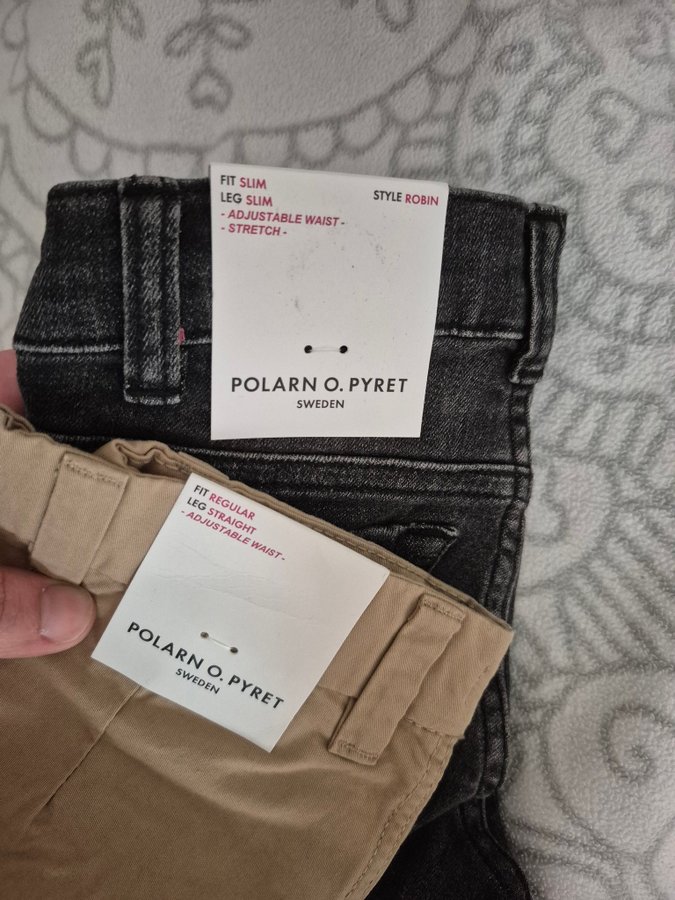 FIT SLIM
LEG SLIM
- ADJUSTABLE WAIST -
- STRETCH -
STYLE ROBIN
POLARN O. PYRET
SWEDEN
FIT REGULAR
LEG STRAIGHT
- ADJUSTABLE WAIST -
POLARN O. PYRET
SWEDEN